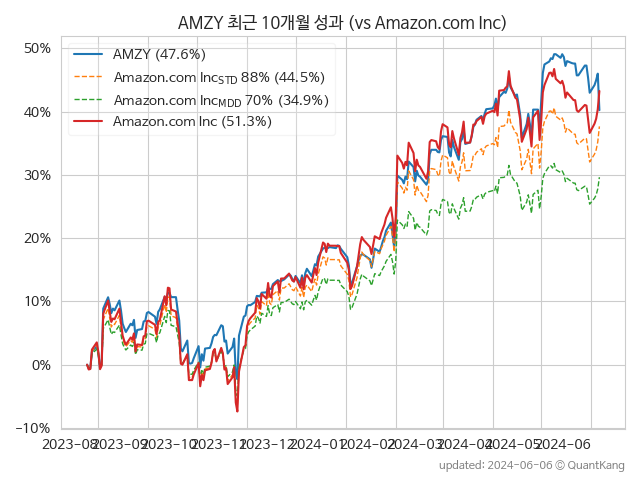 AMZY 최근 10개월 성과 (vs Amazon.com Inc)
50%
40%
30%
20%
10%
0%
−10%
AMZY (47.6%)
Amazon.com Inc_STD 88% (44.5%)
Amazon.com Inc_MDD 70% (34.9%)
Amazon.com Inc (51.3%)
2023-08 2023-09 2023-10 2023-11 2023-12 2024-01 2024-02 2024-03 2024-04 2024-05 2024-06
updated: 2024-06-06 © QuantKang